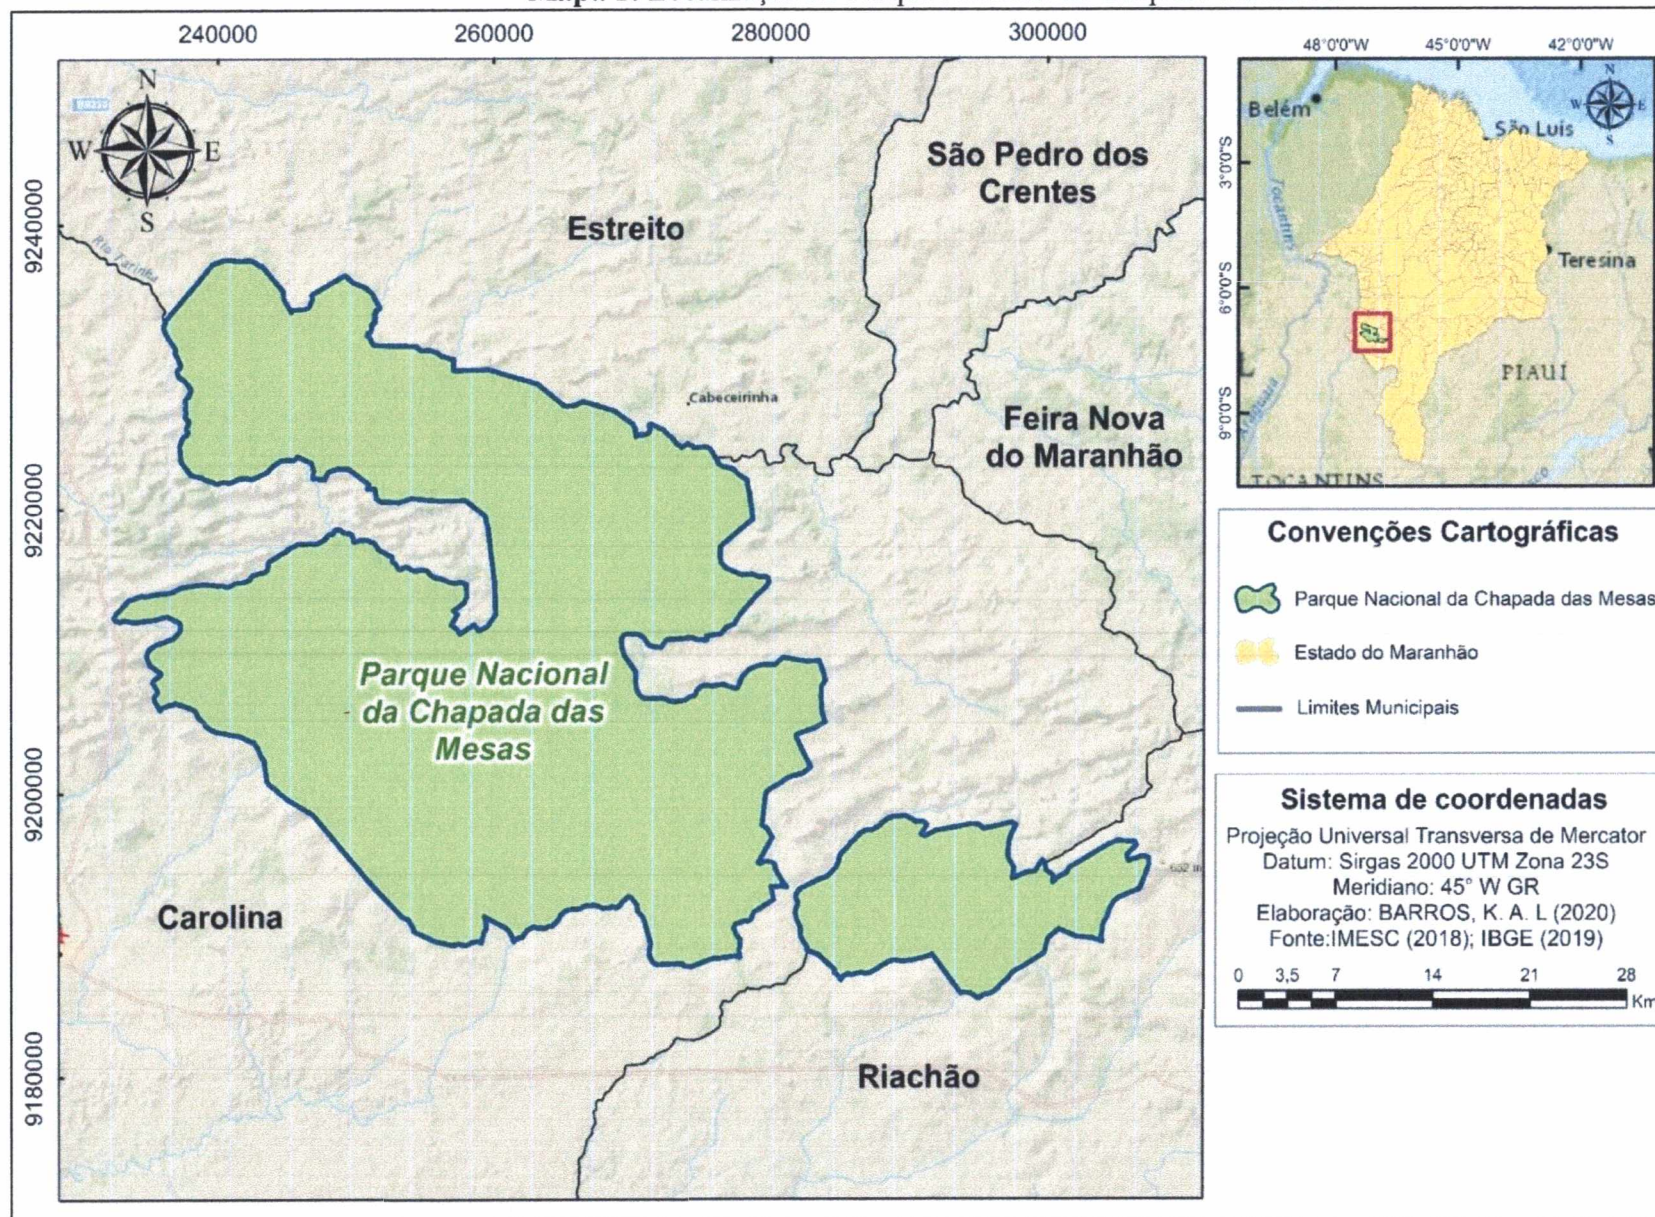 240000
260000
280000
300000
N
W
E
S
9240000
9220000
9200000
9180000
São Pedro dos
Crentes
Estreito
Cabeceirinha
Feira Nova
do Maranhão
Parque Nacional
da Chapada das
Mesas
Carolina
Riachão
48°0'0"W
45°0'0"W
42°0'0"W
3°0'0"S
6°0'0"S
9°0'0"S
N
W
E
S
Belém
São Luis
Tocantins
Teresina
PIAUÍ
Araguaia
TOCANTINS
Convenções Cartográficas
Parque Nacional da Chapada das Mesas
Estado do Maranhão
Limites Municipais
Sistema de coordenadas
Projeção Universal Transversa de Mercator
Datum: Sirgas 2000 UTM Zona 23S
Meridiano: 45° W GR
Elaboração: BARROS, K. A. L (2020)
Fonte:IMESC (2018); IBGE (2019)
0 3,5 7 14 21 28
Km